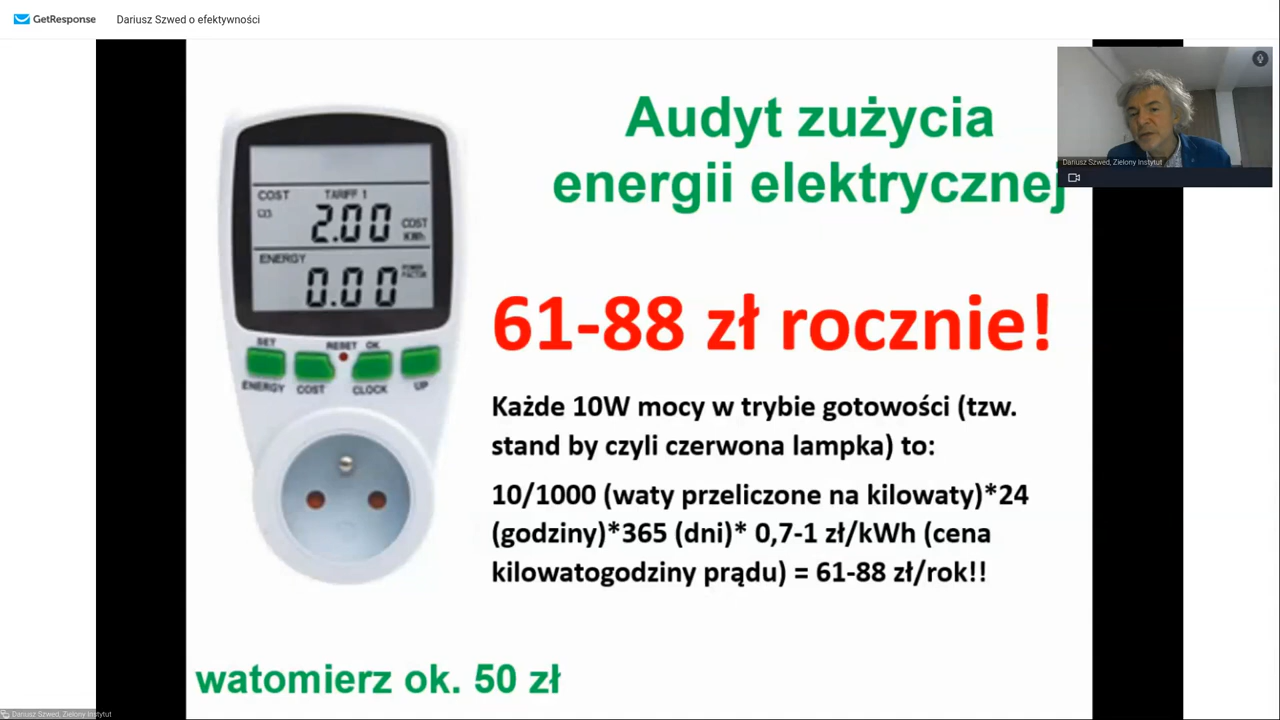 GetResponse
Dariusz Szwed o efektywności
Audyt zużycia
energii elektrycznej
Dariusz Szwed, Zielony Instytut
COST
TARIFF 1
2.00
COST
KWh
ENERGY
0.00
POWER
FACTOR
SET
RESET
OK
ENERGY
COST
CLOCK
UP
61-88 zł rocznie!
Każde 10W mocy w trybie gotowości (tzw.
stand by czyli czerwona lampka) to:
10/1000 (waty przeliczone na kilowaty)*24
(godziny)*365 (dni)* 0,7-1 zł/kWh (cena
kilowatogodziny prądu) = 61-88 zł/rok!!
watomierz ok. 50 zł
Dariusz Szwed, Zielony Instytut